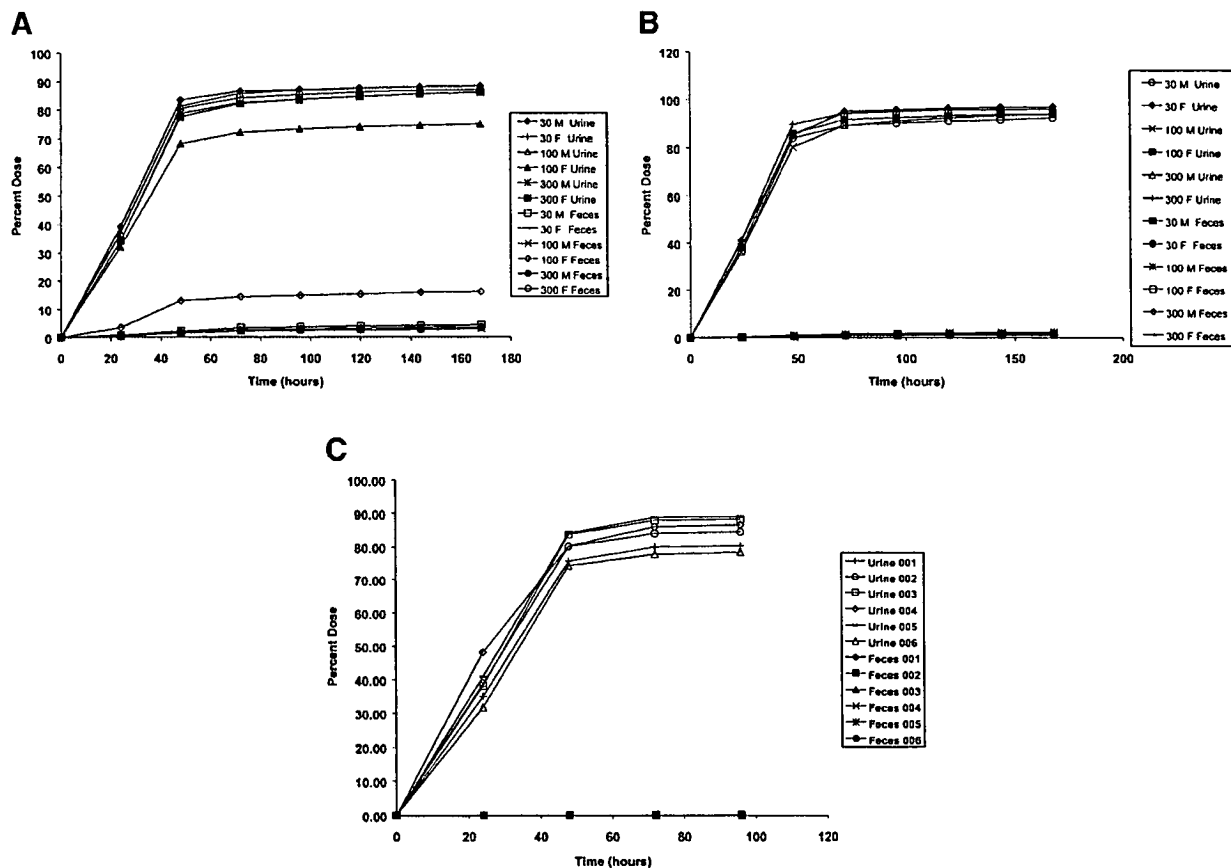 A
100
90
80
70
60
50
40
30
20
10
0
Percent Dose
0 20 40 60 80 100 120 140 160 180
Time (hours)
30 M Urine
30 F Urine
100 M Urine
100 F Urine
300 M Urine
300 F Urine
30 M Feces
30 F Feces
100 M Feces
100 F Feces
300 M Feces
300 F Feces
B
120
100
80
60
40
20
0
Percent Dose
0 50 100 150 200
Time (hours)
30 M Urine
30 F Urine
100 M Urine
100 F Urine
300 M Urine
300 F Urine
30 M Feces
30 F Feces
100 M Feces
100 F Feces
300 M Feces
300 F Feces
C
100.00
90.00
80.00
70.00
60.00
50.00
40.00
30.00
20.00
10.00
0.00
Percent Dose
0 20 40 60 80 100 120
Time (hours)
Urine 001
Urine 002
Urine 003
Urine 004
Urine 005
Urine 006
Feces 001
Feces 002
Feces 003
Feces 004
Feces 005
Feces 006